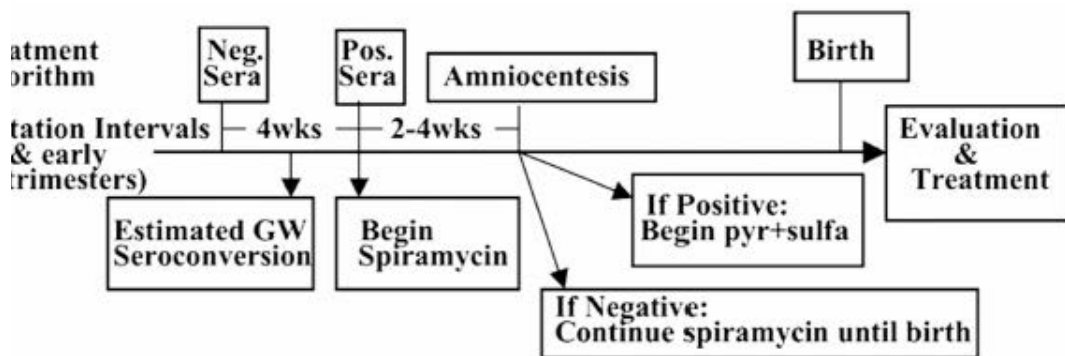 atment
orithm
Neg.
Sera
Pos.
Sera
Amniocentesis
Birth
tation Intervals
& early
trimesters)
4wks
2-4wks
Evaluation
&
Treatment
Estimated GW
Seroconversion
Begin
Spiramycin
If Positive:
Begin pyr+sulfa
If Negative:
Continue spiramycin until birth